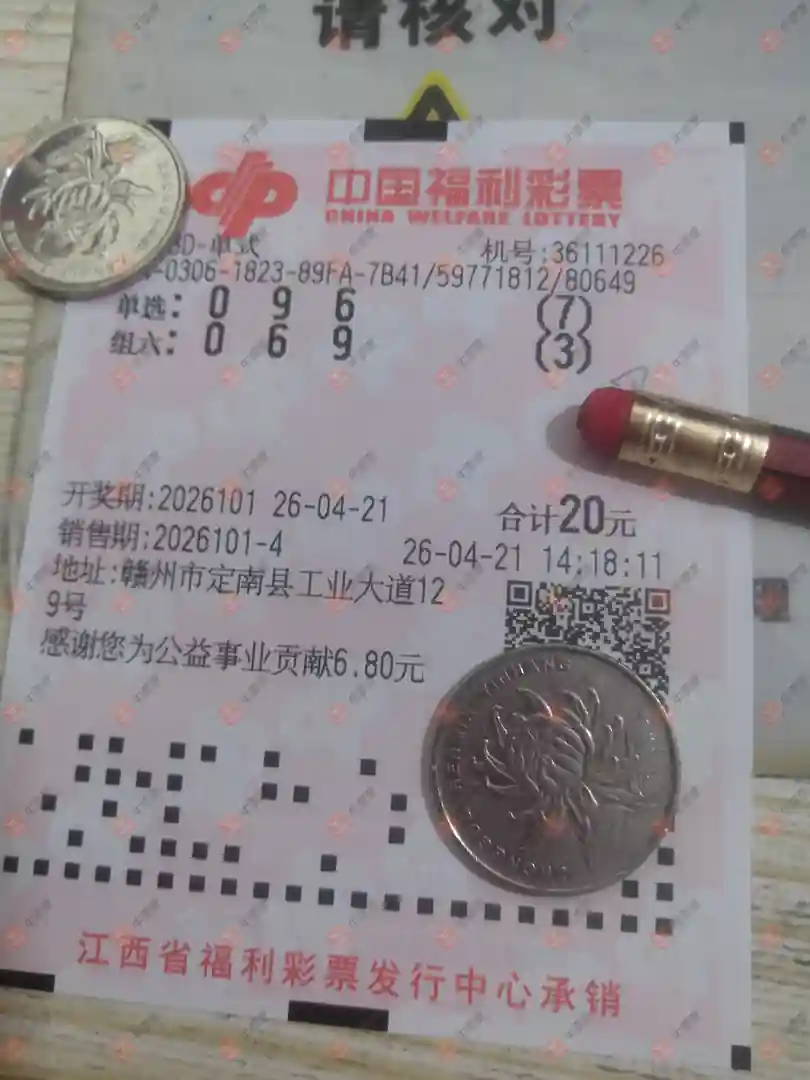 请核对
中国福利彩票
CHINA WELFARE LOTTERY
3D-单式 机号:36111226
-0306-1823-89FA-7B41/59771812/80649
单选: 0 9 6 (7)
组六: 0 6 9 (3)
开奖期:2026101 26-04-21 合计20元
销售期:2026101-4 26-04-21 14:18:11
地址:赣州市定南县工业大道12
9号
感谢您为公益事业贡献6.80元
江西省福利彩票发行中心承销